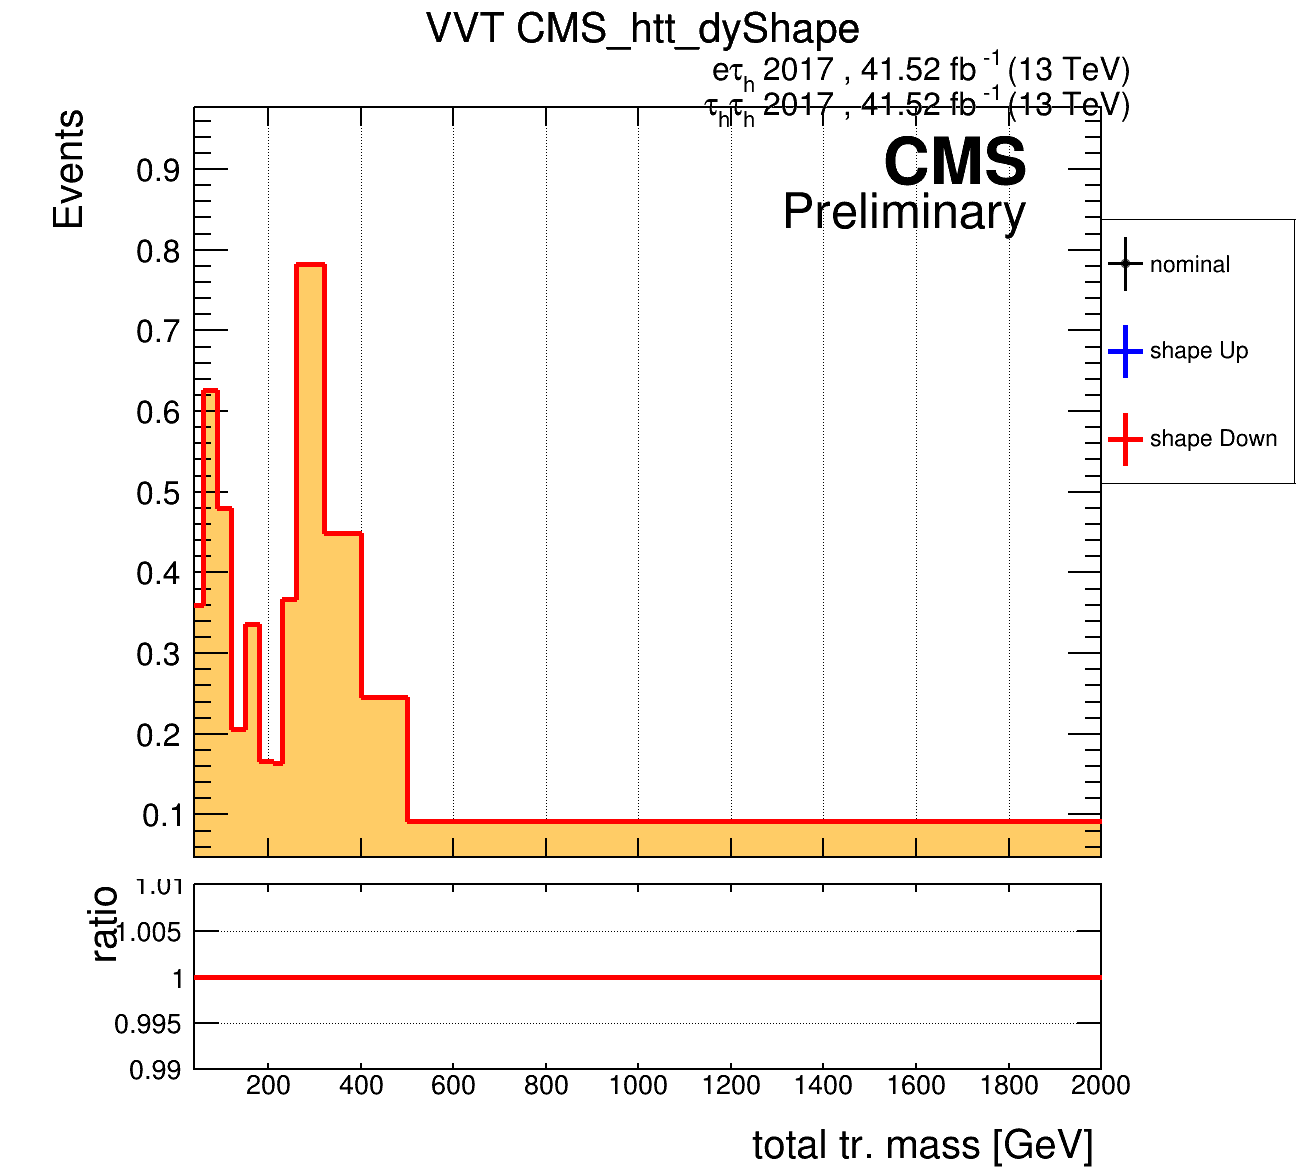 VVT CMS_htt_dyShape
eτh 2017 , 41.52 fb -1 (13 TeV)
τhτh 2017 , 41.52 fb -1 (13 TeV)
CMS
Preliminary
Events
0.9
0.8
0.7
0.6
0.5
0.4
0.3
0.2
0.1
nominal
shape Up
shape Down
ratio
1.01
1.005
1
0.995
0.99
200 400 600 800 1000 1200 1400 1600 1800 2000
total tr. mass [GeV]